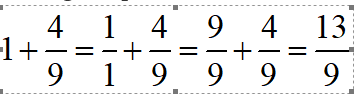 1 + 4/9 = 1/1 + 4/9 = 9/9 + 4/9 = 13/9